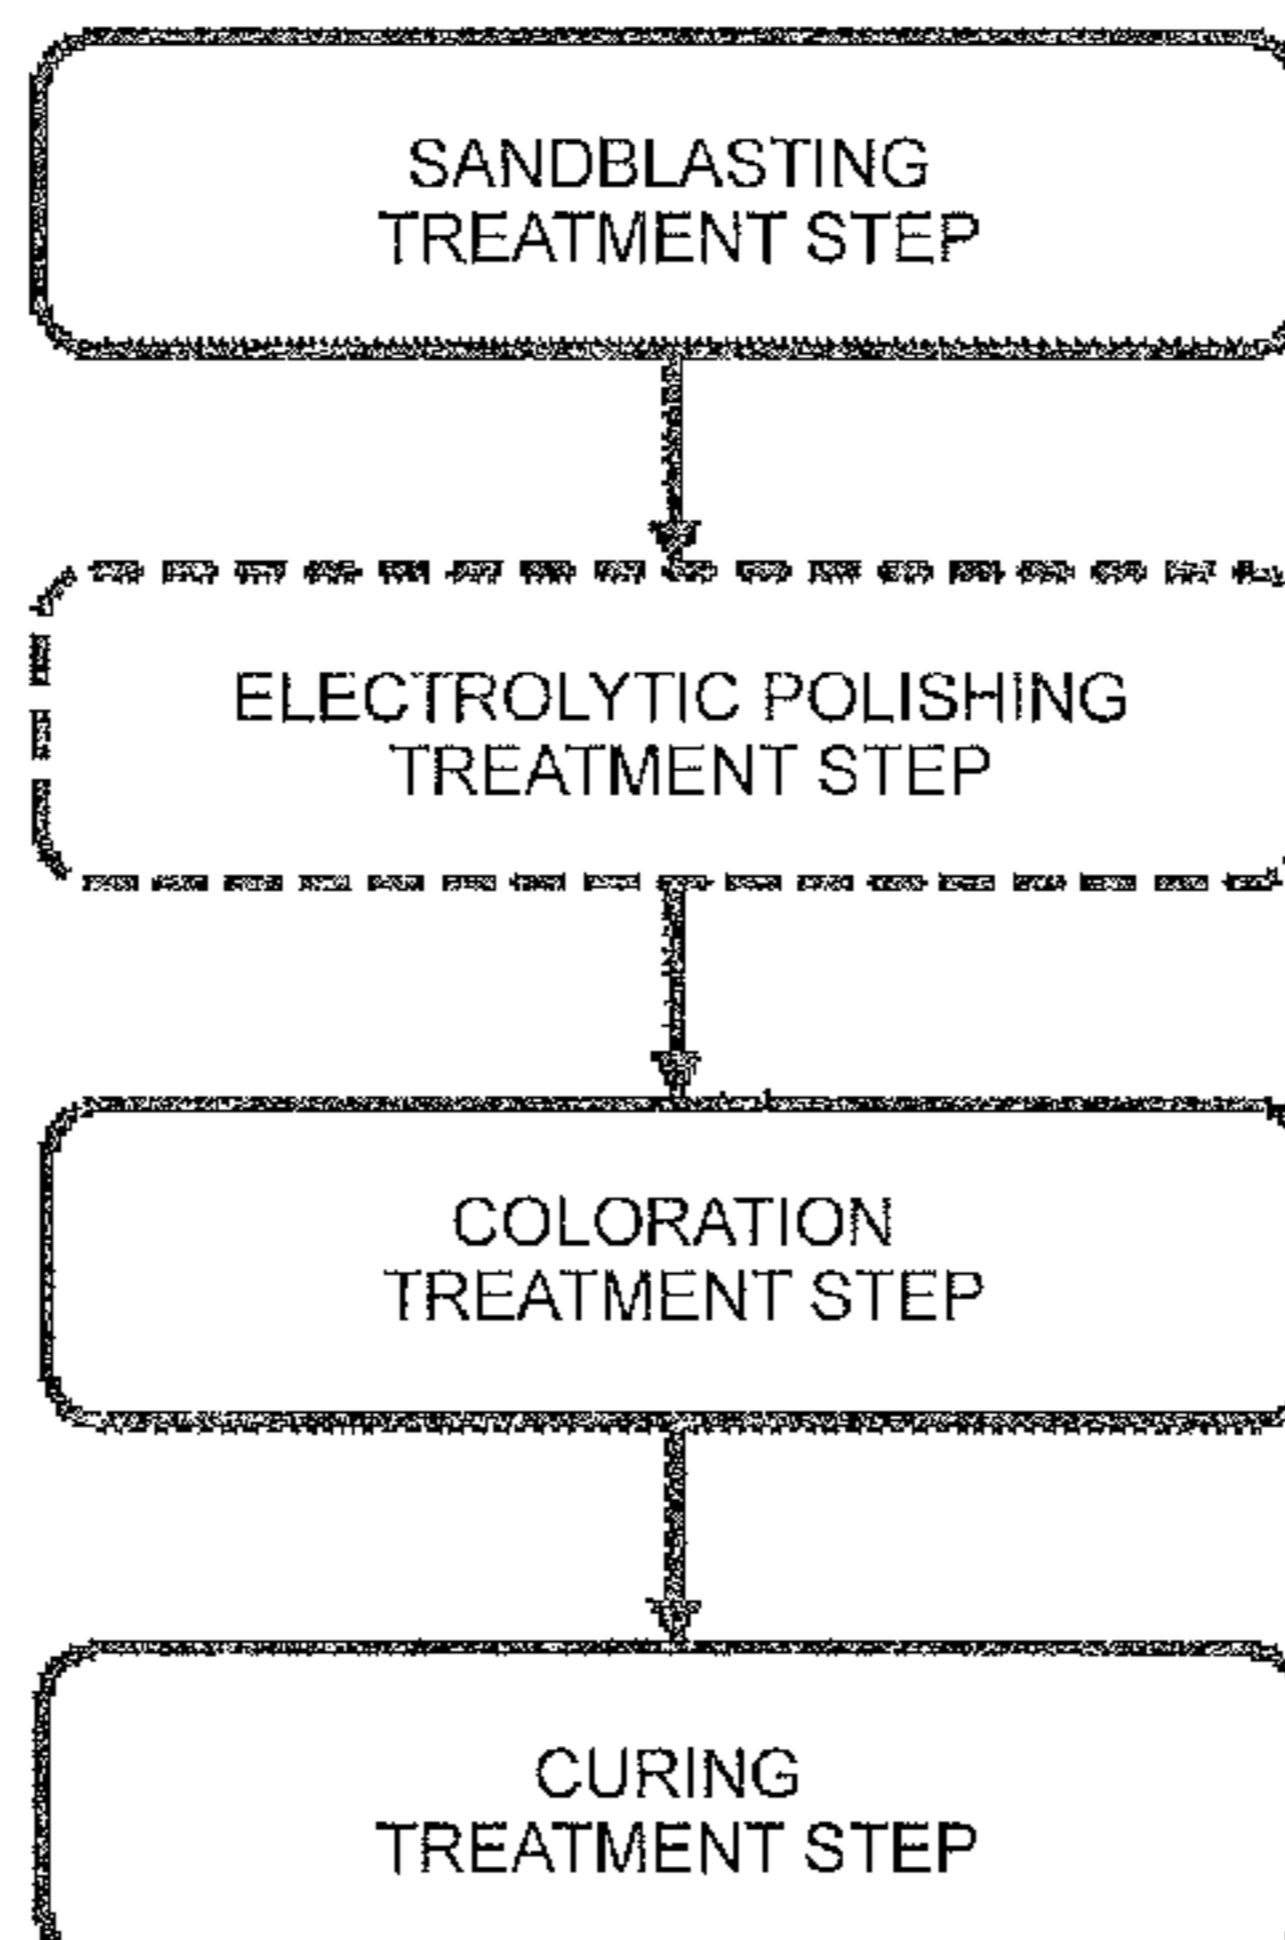 SANDBLASTING
TREATMENT STEP
ELECTROLYTIC POLISHING
TREATMENT STEP
COLORATION
TREATMENT STEP
CURING
TREATMENT STEP